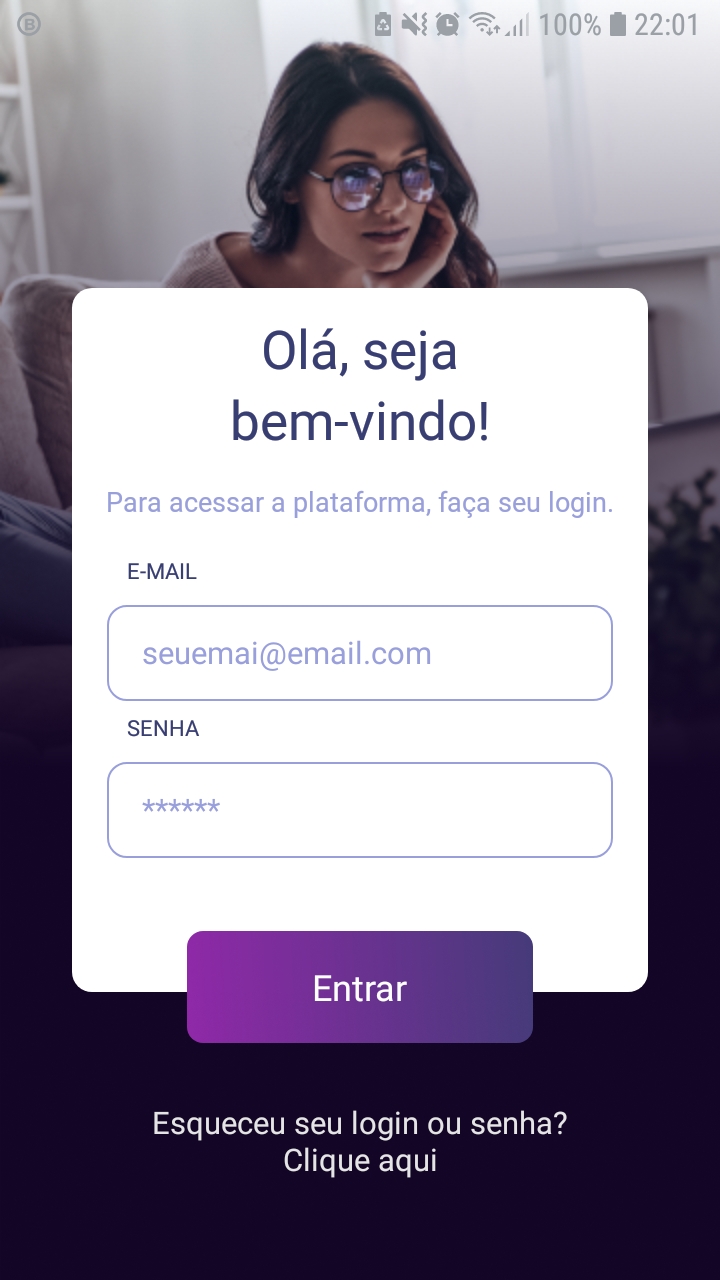 B 100% 22:01
Olá, seja
bem-vindo!
Para acessar a plataforma, faça seu login.
E-MAIL
seuemai@email.com
SENHA
******
Entrar
Esqueceu seu login ou senha?
Clique aqui